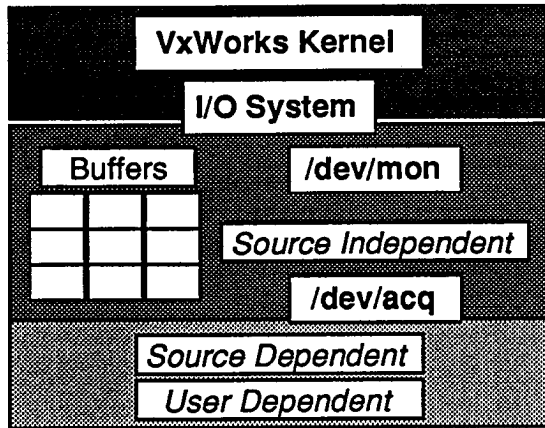 VxWorks Kernel
I/O System
Buffers
/dev/mon
Source Independent
/dev/acq
Source Dependent
User Dependent